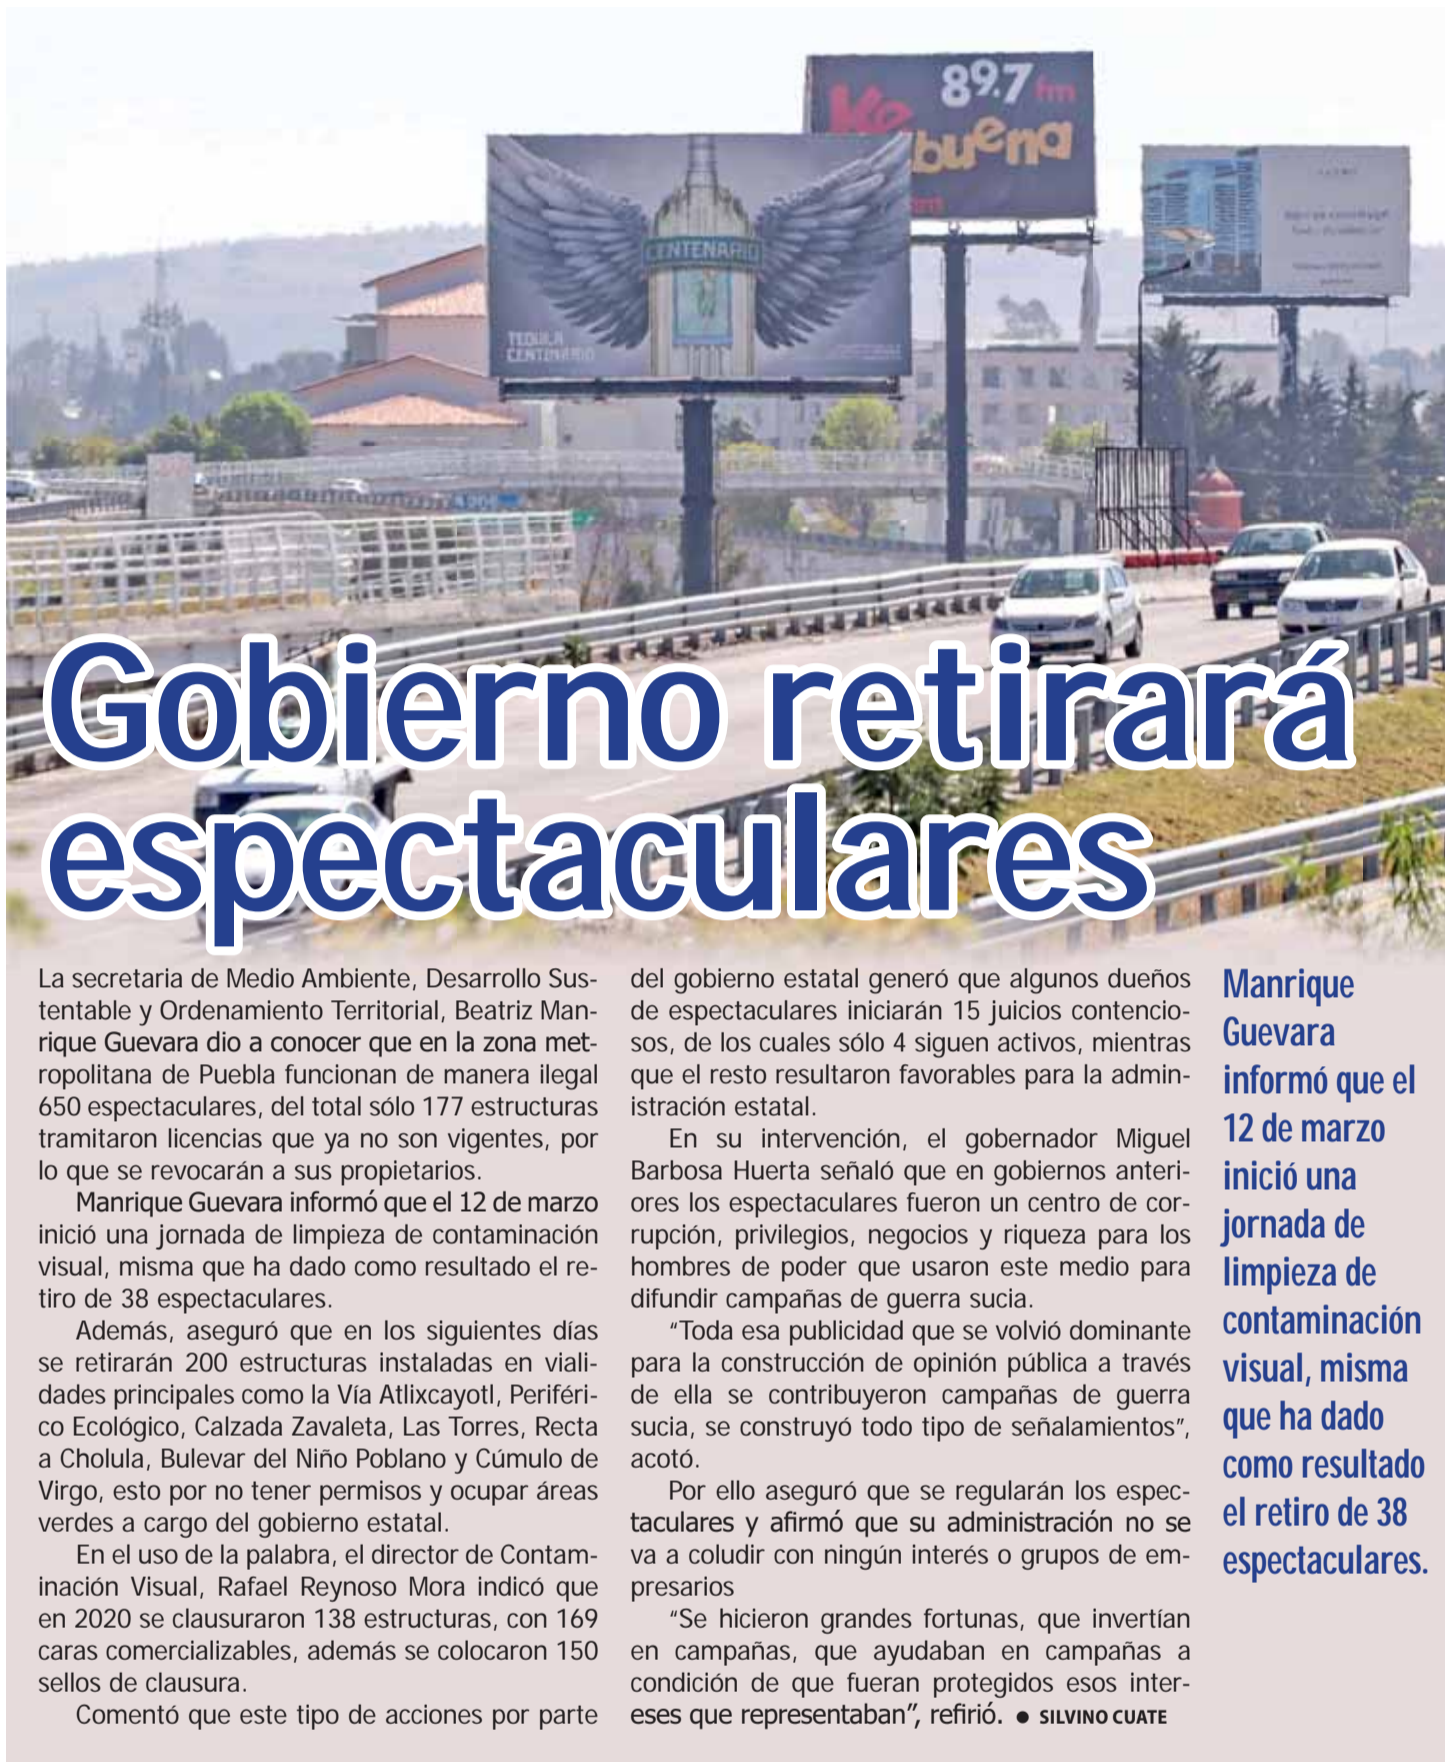 89.7 fm
Ke
buena
CENTENARIO
TEQUILA
CENTENARIO
Gobierno retirará
espectaculares
La secretaria de Medio Ambiente, Desarrollo Sus-
tentable y Ordenamiento Territorial, Beatriz Man-
rique Guevara dio a conocer que en la zona met-
ropolitana de Puebla funcionan de manera ilegal
650 espectaculares, del total sólo 177 estructuras
tramitaron licencias que ya no son vigentes, por
lo que se revocarán a sus propietarios.
Manrique Guevara informó que el 12 de marzo
inició una jornada de limpieza de contaminación
visual, misma que ha dado como resultado el re-
tiro de 38 espectaculares.
Además, aseguró que en los siguientes días
se retirarán 200 estructuras instaladas en viali-
dades principales como la Vía Atlixcayotl, Periféri-
co Ecológico, Calzada Zavaleta, Las Torres, Recta
a Cholula, Bulevar del Niño Poblano y Cúmulo de
Virgo, esto por no tener permisos y ocupar áreas
verdes a cargo del gobierno estatal.
En el uso de la palabra, el director de Contam-
inación Visual, Rafael Reynoso Mora indicó que
en 2020 se clausuraron 138 estructuras, con 169
caras comercializables, además se colocaron 150
sellos de clausura.
Comentó que este tipo de acciones por parte
del gobierno estatal generó que algunos dueños
de espectaculares iniciarán 15 juicios contencio-
sos, de los cuales sólo 4 siguen activos, mientras
que el resto resultaron favorables para la admin-
istración estatal.
En su intervención, el gobernador Miguel
Barbosa Huerta señaló que en gobiernos anteri-
ores los espectaculares fueron un centro de cor-
rupción, privilegios, negocios y riqueza para los
hombres de poder que usaron este medio para
difundir campañas de guerra sucia.
“Toda esa publicidad que se volvió dominante
para la construcción de opinión pública a través
de ella se contribuyeron campañas de guerra
sucia, se construyó todo tipo de señalamientos”,
acotó.
Por ello aseguró que se regularán los espec-
taculares y afirmó que su administración no se
va a coludir con ningún interés o grupos de em-
presarios
“Se hicieron grandes fortunas, que invertían
en campañas, que ayudaban en campañas a
condición de que fueran protegidos esos inter-
eses que representaban”, refirió. ● SILVINO CUATE
Manrique
Guevara
informó que el
12 de marzo
inició una
jornada de
limpieza de
contaminación
visual, misma
que ha dado
como resultado
el retiro de 38
espectaculares.